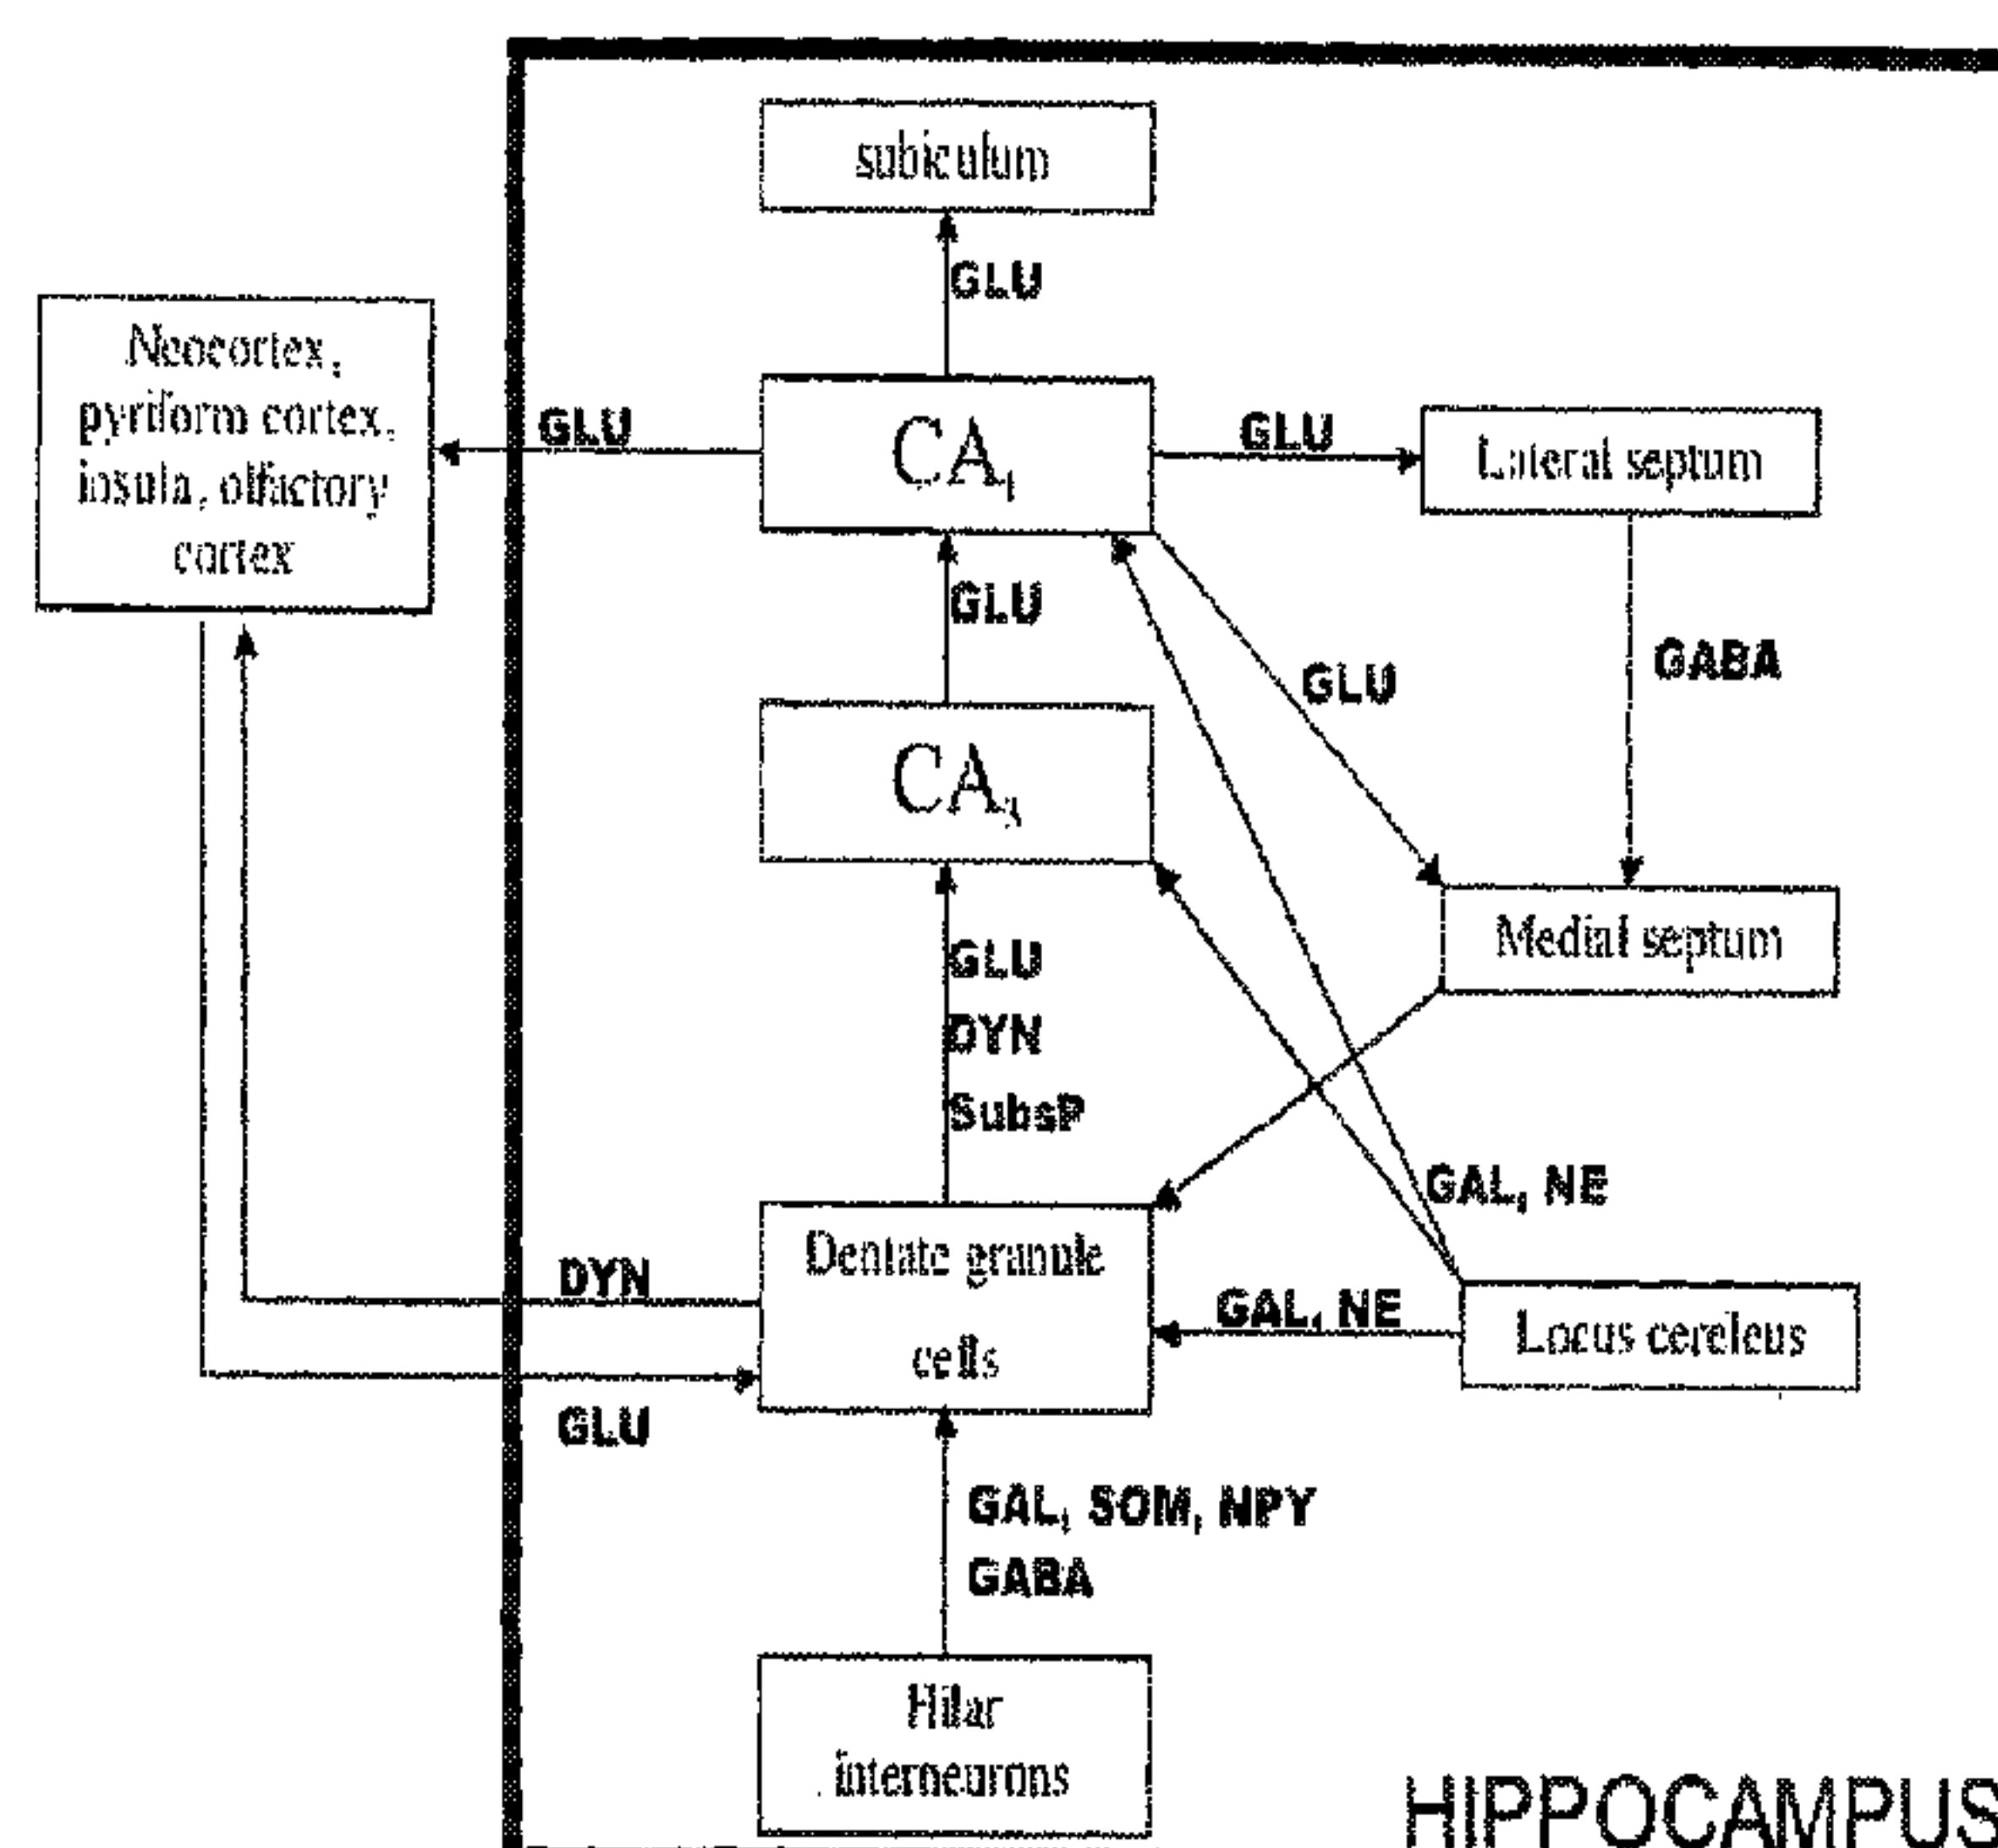 subiculum
GLU
Neocortex,
pyriform cortex,
insula, olfactory
cortex
GLU
CA1
GLU
Lateral septum
GLU
GLU
GABA
CA3
Medial septum
GLU
DYN
SubsP
GAL, NE
DYN
Dentate granule
cells
GAL, NE
Locus cereleus
GLU
GAL, SOM, NPY
GABA
Hilar
interneurons
HIPPOCAMPUS